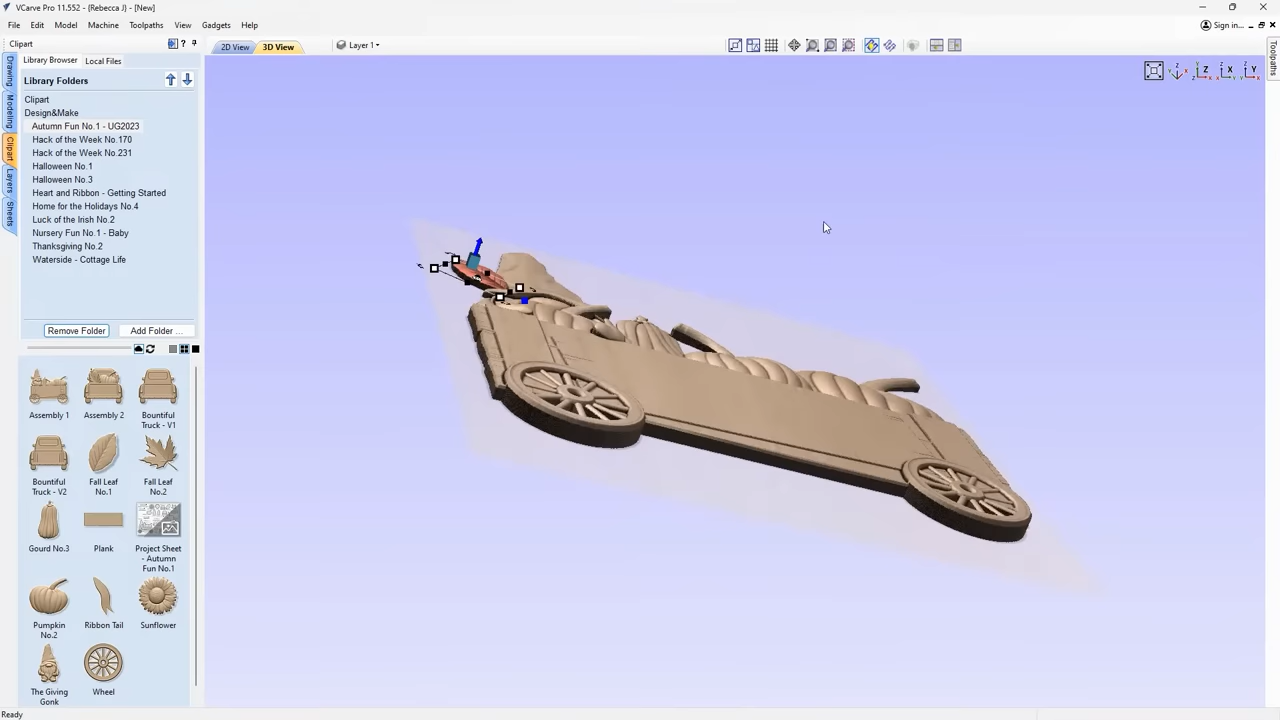 VCarve Pro 11.552 - {Rebecca J} - [New]
File Edit Model Machine Toolpaths View Gadgets Help
Sign in...
Clipart
2D View 3D View Layer 1
Library Browser Local Files
Library Folders
Clipart
Design&Make
Autumn Fun No.1 - UG2023
Hack of the Week No.170
Hack of the Week No.231
Halloween No.1
Halloween No.3
Heart and Ribbon - Getting Started
Home for the Holidays No.4
Luck of the Irish No.2
Nursery Fun No.1 - Baby
Thanksgiving No.2
Waterside - Cottage Life
Remove Folder Add Folder ...
Assembly 1 Assembly 2 Bountiful
Truck - V1
Bountiful Fall Leaf Fall Leaf
Truck - V2 No.1 No.2
Gourd No.3 Plank Project Sheet
- Autumn
Fun No.1
Pumpkin Ribbon Tail Sunflower
No.2
The Giving Wheel
Gonk
Drawing
Modeling
Clipart
Layers
Sheets
Toolpaths
Z X Y
Ready